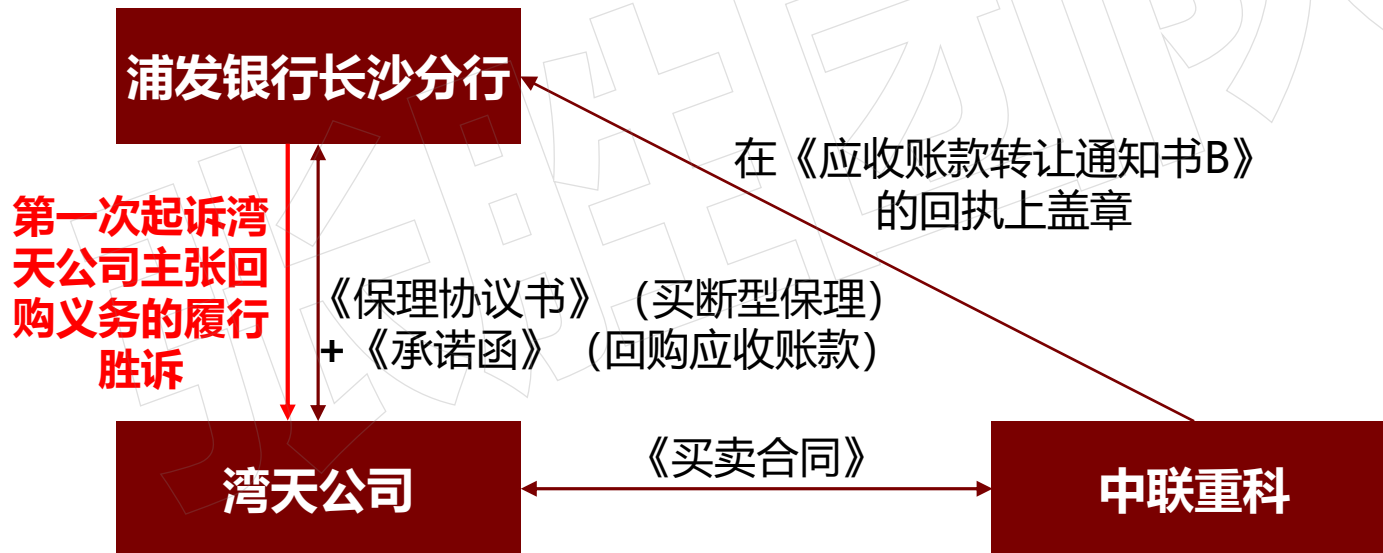 浦发银行长沙分行
在《应收账款转让通知书B》
的回执上盖章
第一次起诉湾
天公司主张回
购义务的履行
胜诉
《保理协议书》（买断型保理）
+《承诺函》（回购应收账款）
湾天公司
《买卖合同》
中联重科